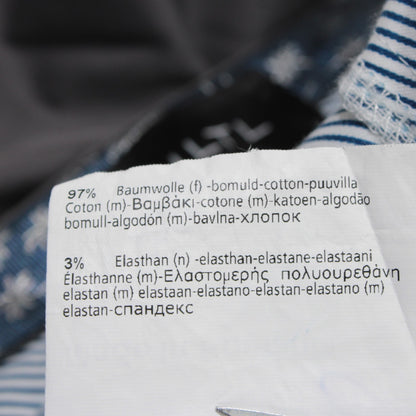 97% Baumwolle (f) -bomuld-cotton-puuvilla
Coton (m)-Βαμβάκι-cotone (m)-katoen-algodão
bomull-algodón (m)-bavlna-хлопок
3% Elasthan (n) -elasthan-elastane-elastaani
Élasthanne (m)-Ελαστομερής πολυουρεθάνη
elastan (m) elastaan-elastano-elastan-elastano (m)
elastan-спандекс